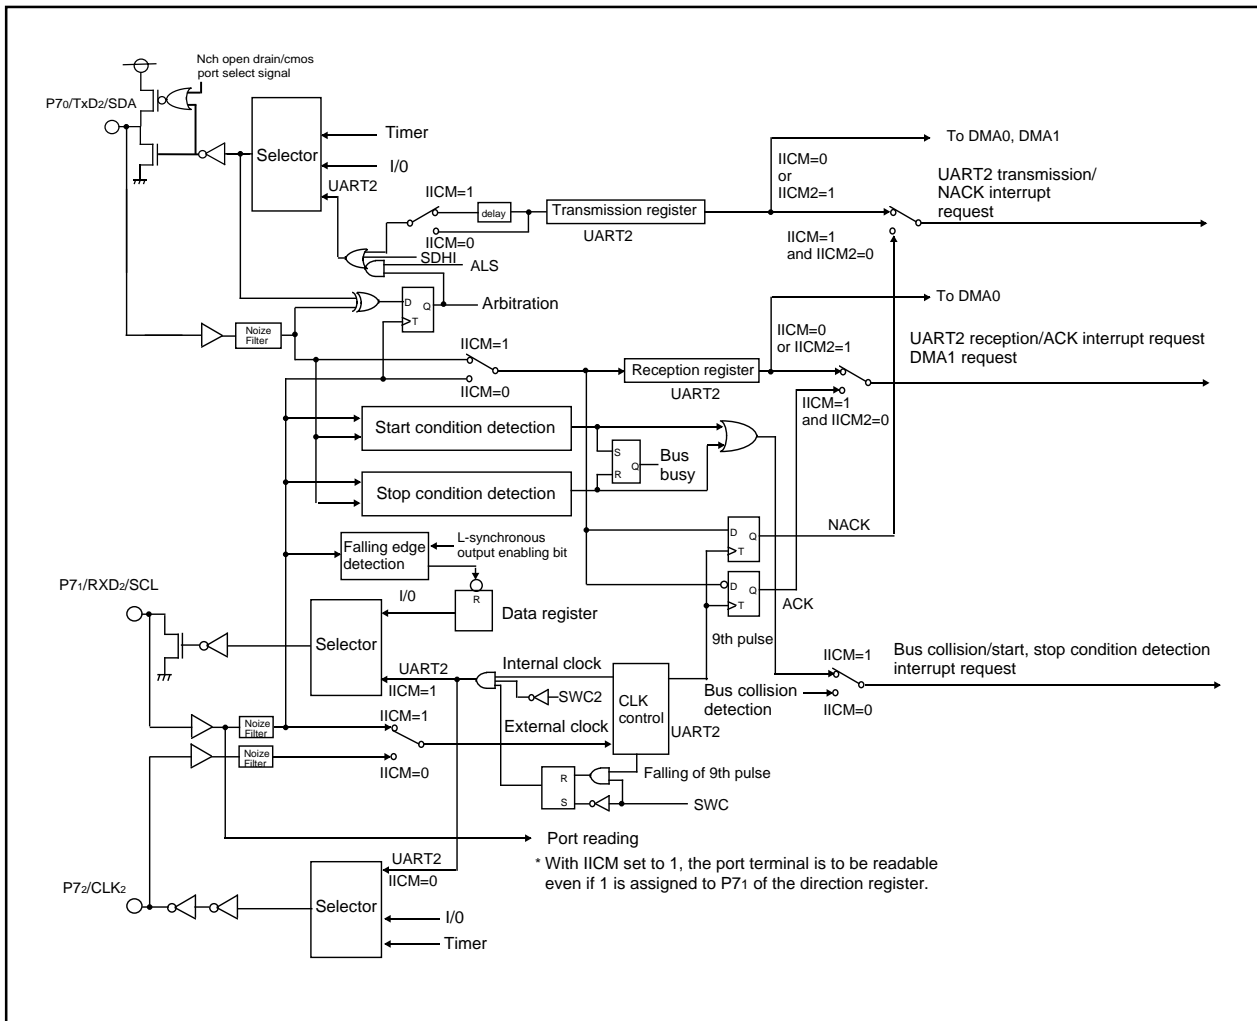 Nch open drain/cmos
port select signal
P70/TxD2/SDA
Selector
Timer
I/0
UART2
IICM=1
delay
IICM=0
SDHI
ALS
Transmission register
UART2
To DMA0, DMA1
IICM=0
or
IICM2=1
UART2 transmission/
NACK interrupt
request
IICM=1
and IICM2=0
D
Q
T
Arbitration
Noize
Filter
To DMA0
IICM=1
IICM=0
Reception register
UART2
IICM=0
or IICM2=1
UART2 reception/ACK interrupt request
DMA1 request
IICM=1
and IICM2=0
Start condition detection
S
Q
R
Bus
busy
Stop condition detection
D
Q
T
NACK
Falling edge
detection
L-synchronous
output enabling bit
D
Q
T
ACK
9th pulse
P71/RXD2/SCL
I/0
R
Data register
Selector
UART2
IICM=1
Internal clock
SWC2
CLK
control
UART2
Bus collision
detection
IICM=1
IICM=0
Bus collision/start, stop condition detection
interrupt request
Noize
Filter
IICM=1
External clock
Noize
Filter
IICM=0
R
S
Falling of 9th pulse
SWC
Port reading
* With IICM set to 1, the port terminal is to be readable
even if 1 is assigned to P71 of the direction register.
P72/CLK2
UART2
IICM=0
Selector
I/0
Timer